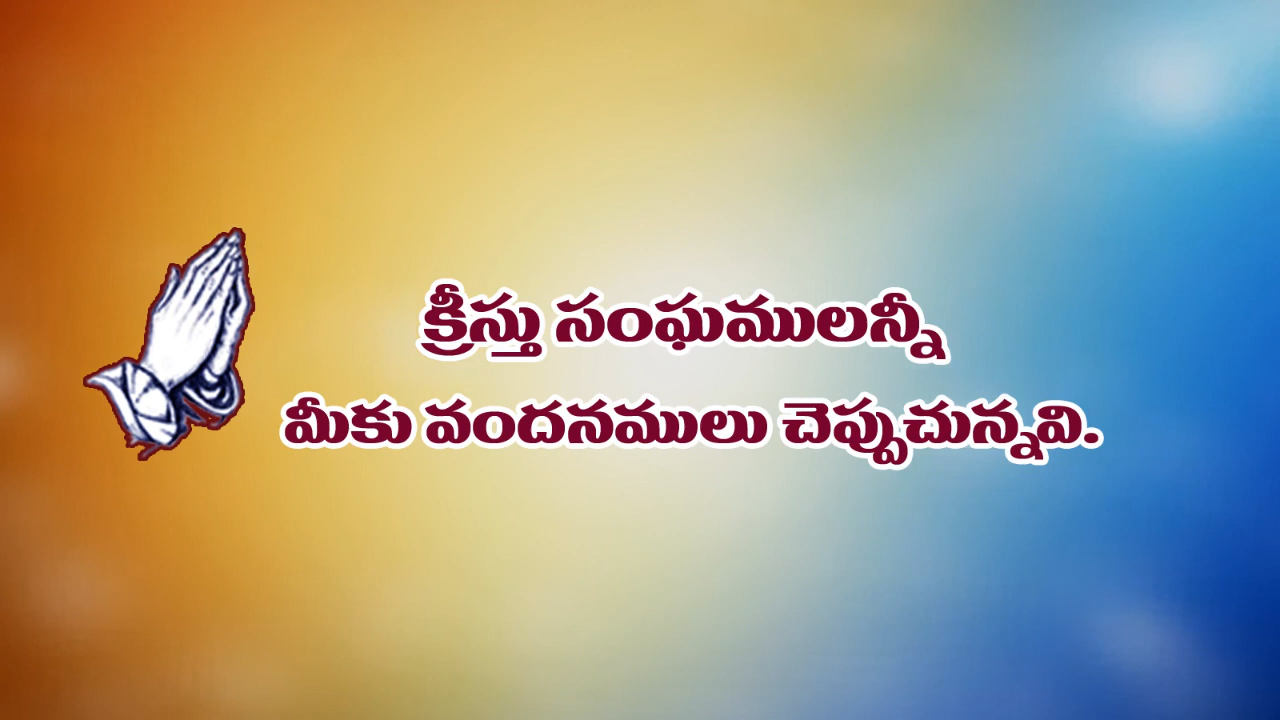 క్రీస్తు సంఘములన్నీ
మీకు వందనములు చెప్పుచున్నవి.